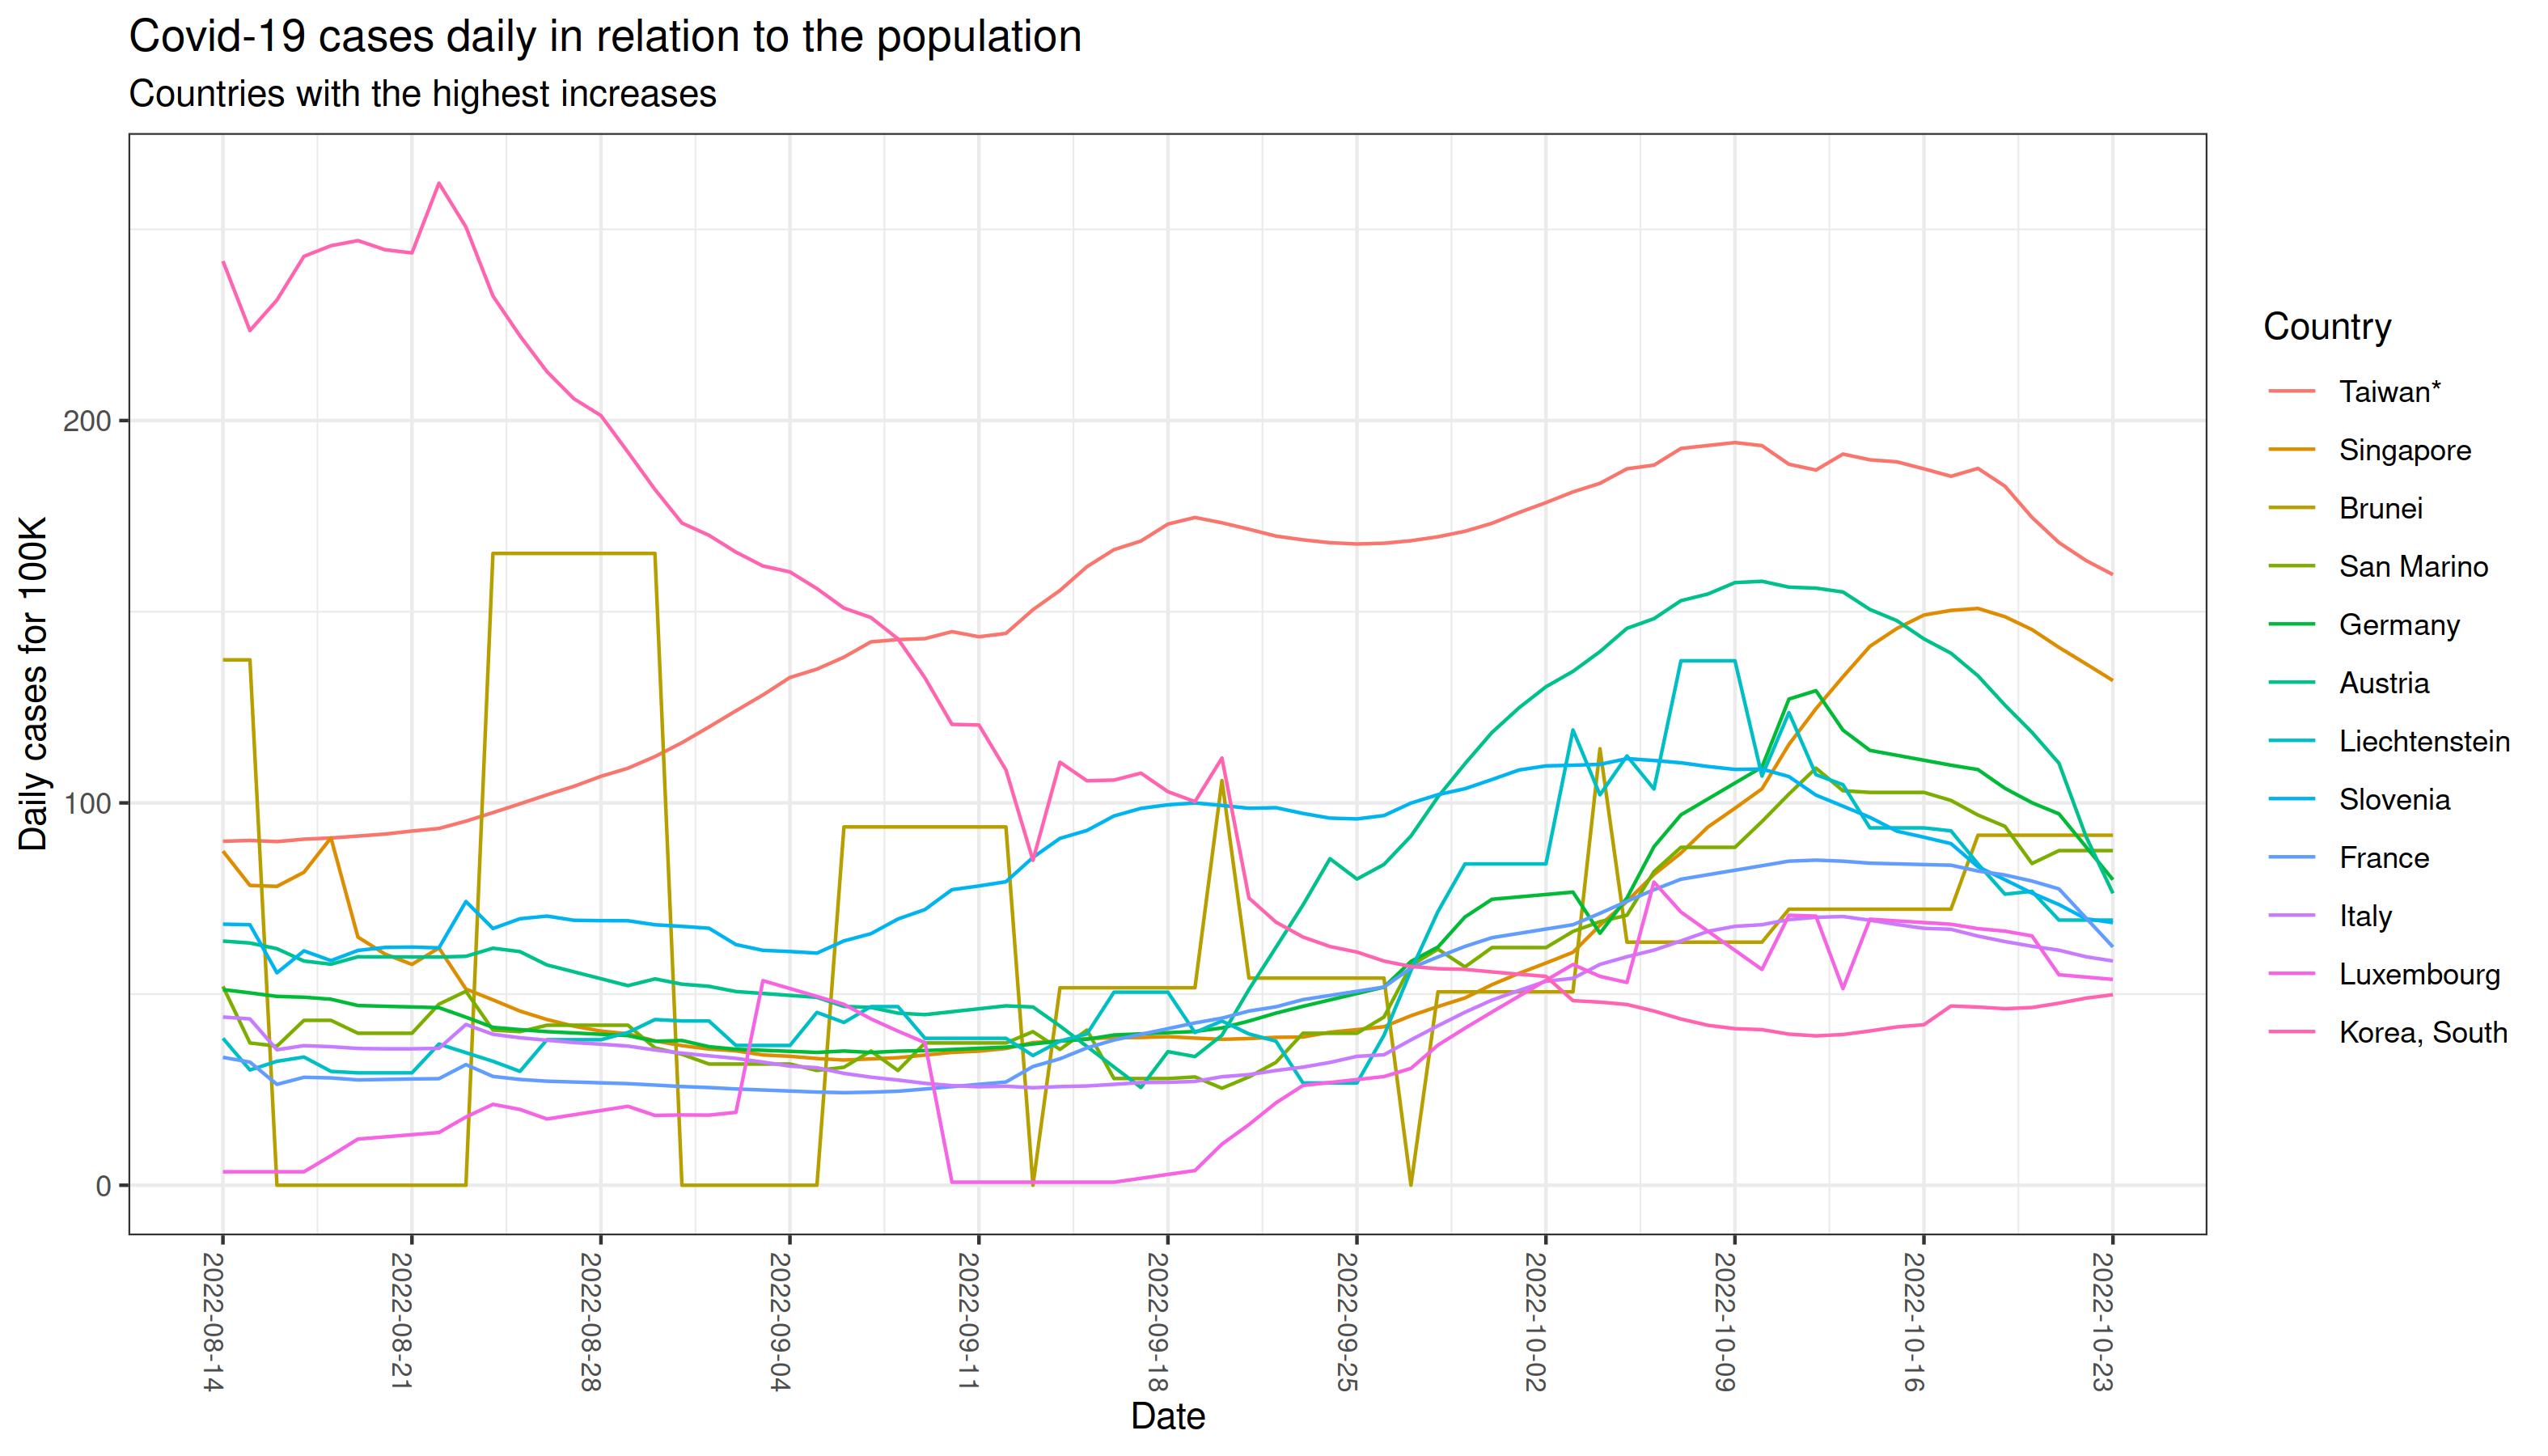 Covid-19 cases daily in relation to the population
Countries with the highest increases
Daily cases for 100K
200
100
0
2022-08-14
2022-08-21
2022-08-28
2022-09-04
2022-09-11
2022-09-18
2022-09-25
2022-10-02
2022-10-09
2022-10-16
2022-10-23
Date
Country
Taiwan*
Singapore
Brunei
San Marino
Germany
Austria
Liechtenstein
Slovenia
France
Italy
Luxembourg
Korea, South